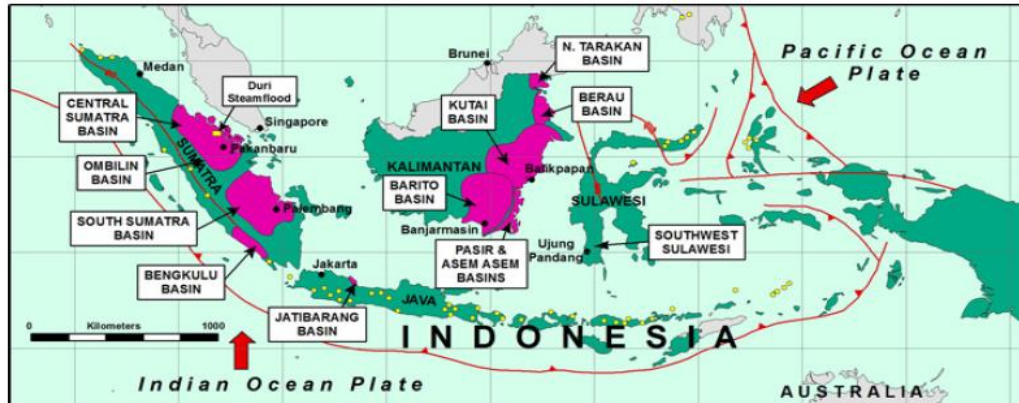 N. TARAKAN
BASIN
Brunei
Pacific Ocean
Plate
Medan
Duri
Steamflood
KUTAI
BASIN
BERAU
BASIN
CENTRAL
SUMATRA
BASIN
Singapore
Pakanbaru
OMBILIN
BASIN
SUMATRA
KALIMANTAN
Balikpapan
BARITO
BASIN
SULAWESI
SOUTH SUMATRA
BASIN
Palembang
Banjarmasin
PASIR &
ASEM ASEM
BASINS
Ujung
Pandang
SOUTHWEST
SULAWESI
BENGKULU
BASIN
Jakarta
JAVA
JATIBARANG
BASIN
0 Kilometers 1000
INDONESIA
Indian Ocean Plate
AUSTRALIA